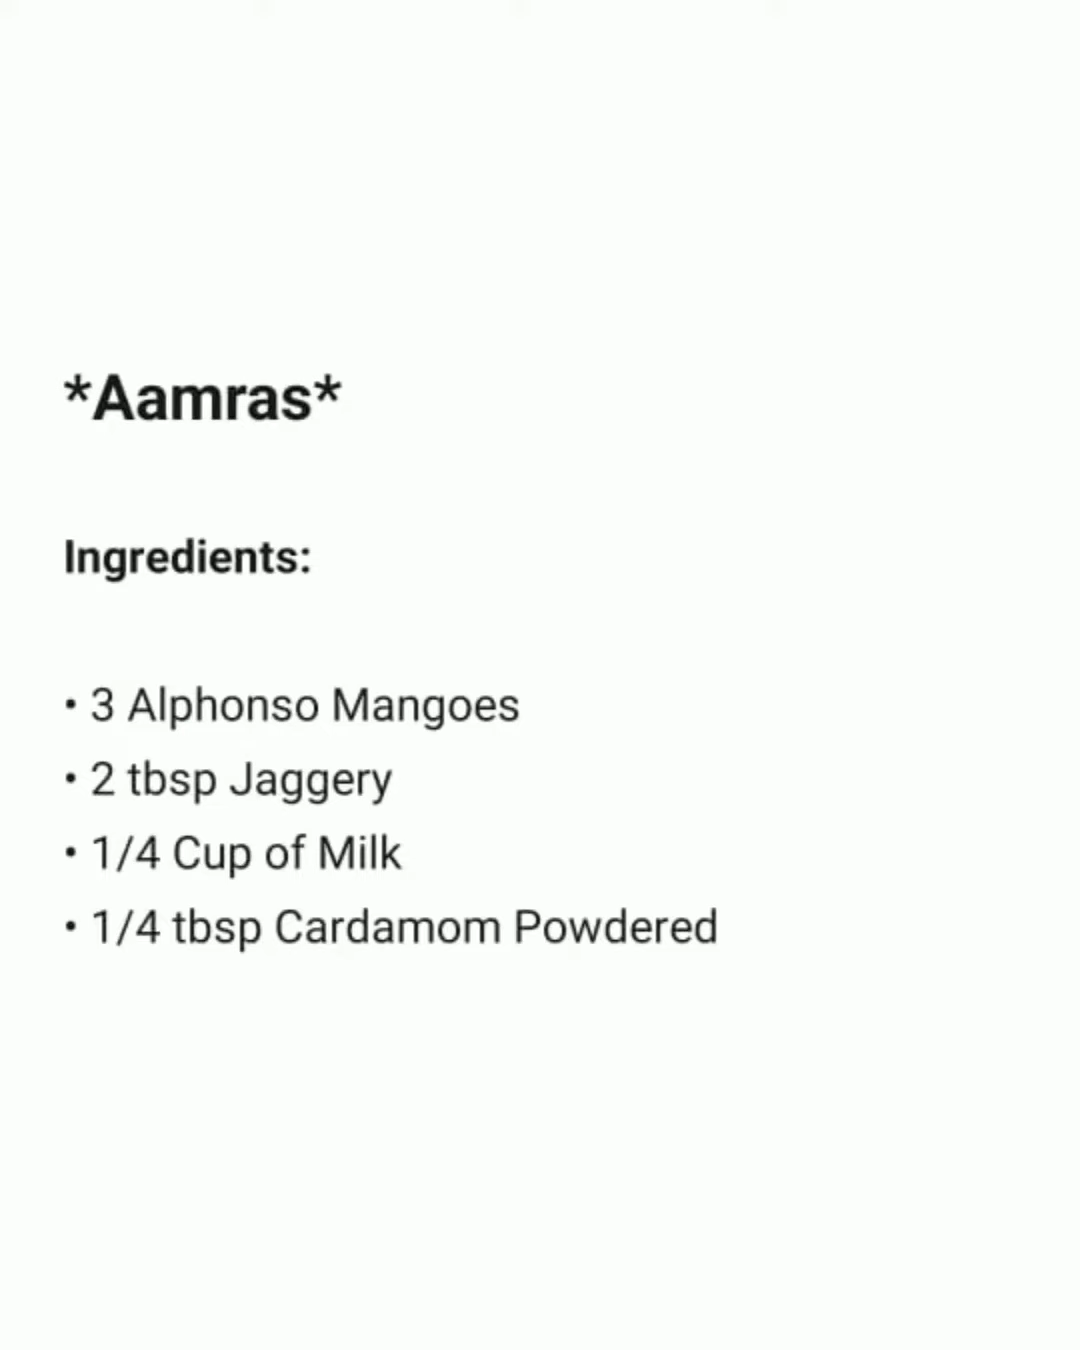 *Aamras*
Ingredients:
• 3 Alphonso Mangoes
• 2 tbsp Jaggery
• 1/4 Cup of Milk
• 1/4 tbsp Cardamom Powdered